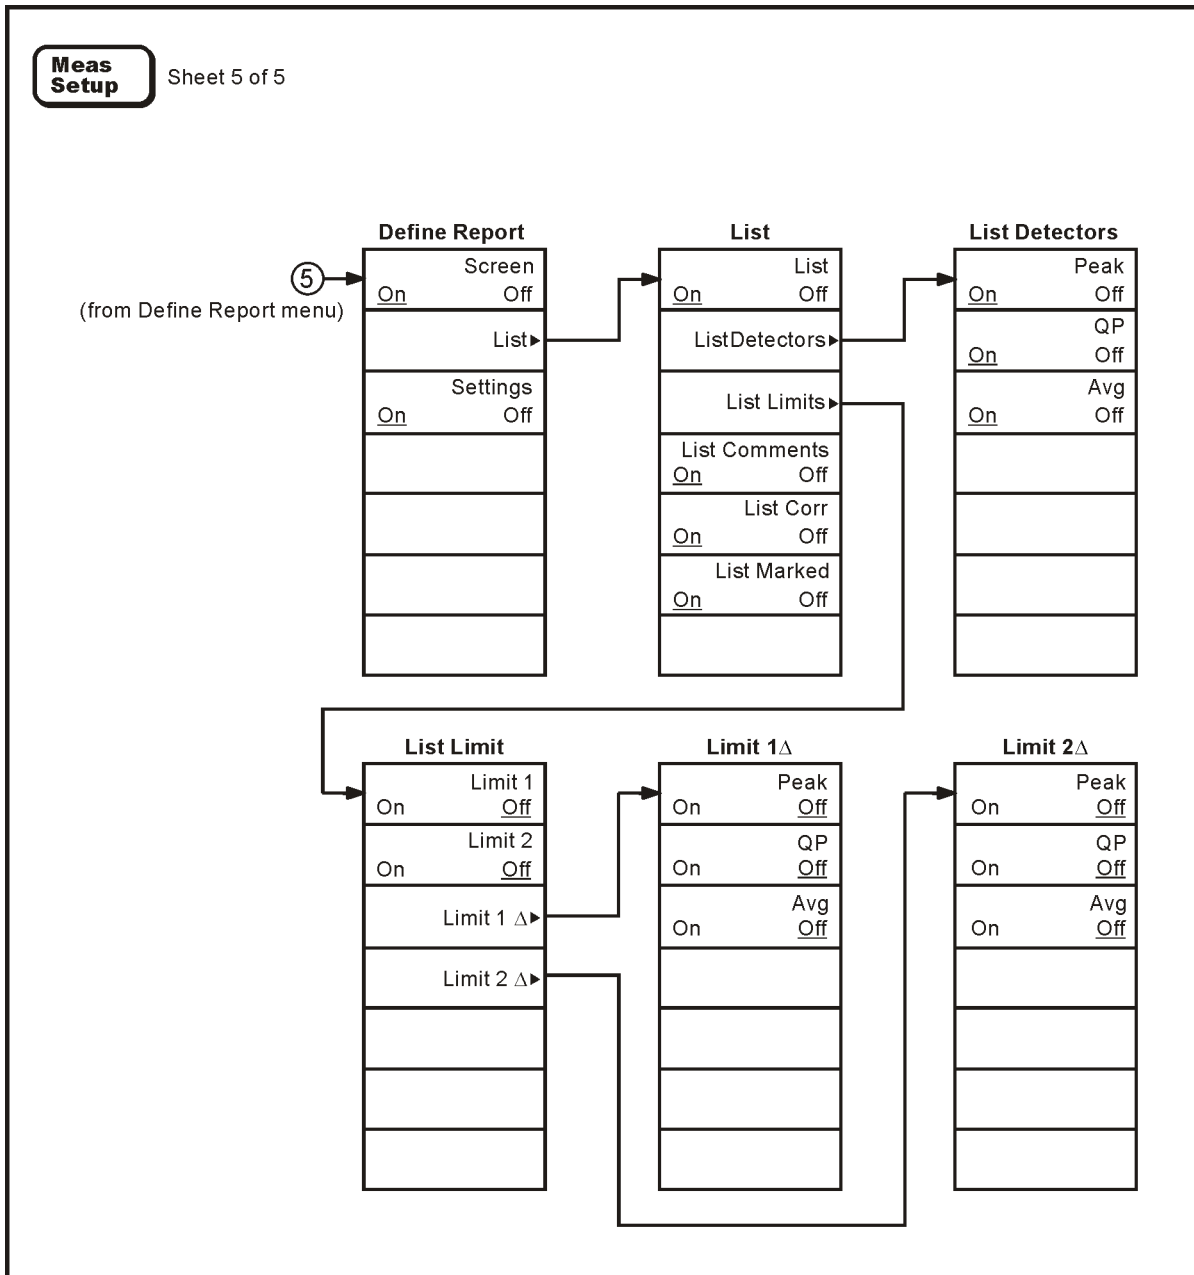 Meas
Setup
Sheet 5 of 5
Define Report
5
(from Define Report menu)
Screen
On Off
List▶
Settings
On Off
List
List
On Off
ListDetectors▶
List Limits▶
List Comments
On Off
List Corr
On Off
List Marked
On Off
List Detectors
Peak
On Off
QP
On Off
Avg
On Off
List Limit
Limit 1
On Off
Limit 2
On Off
Limit 1 Δ▶
Limit 2 Δ▶
Limit 1Δ
Peak
On Off
QP
On Off
Avg
On Off
Limit 2Δ
Peak
On Off
QP
On Off
Avg
On Off